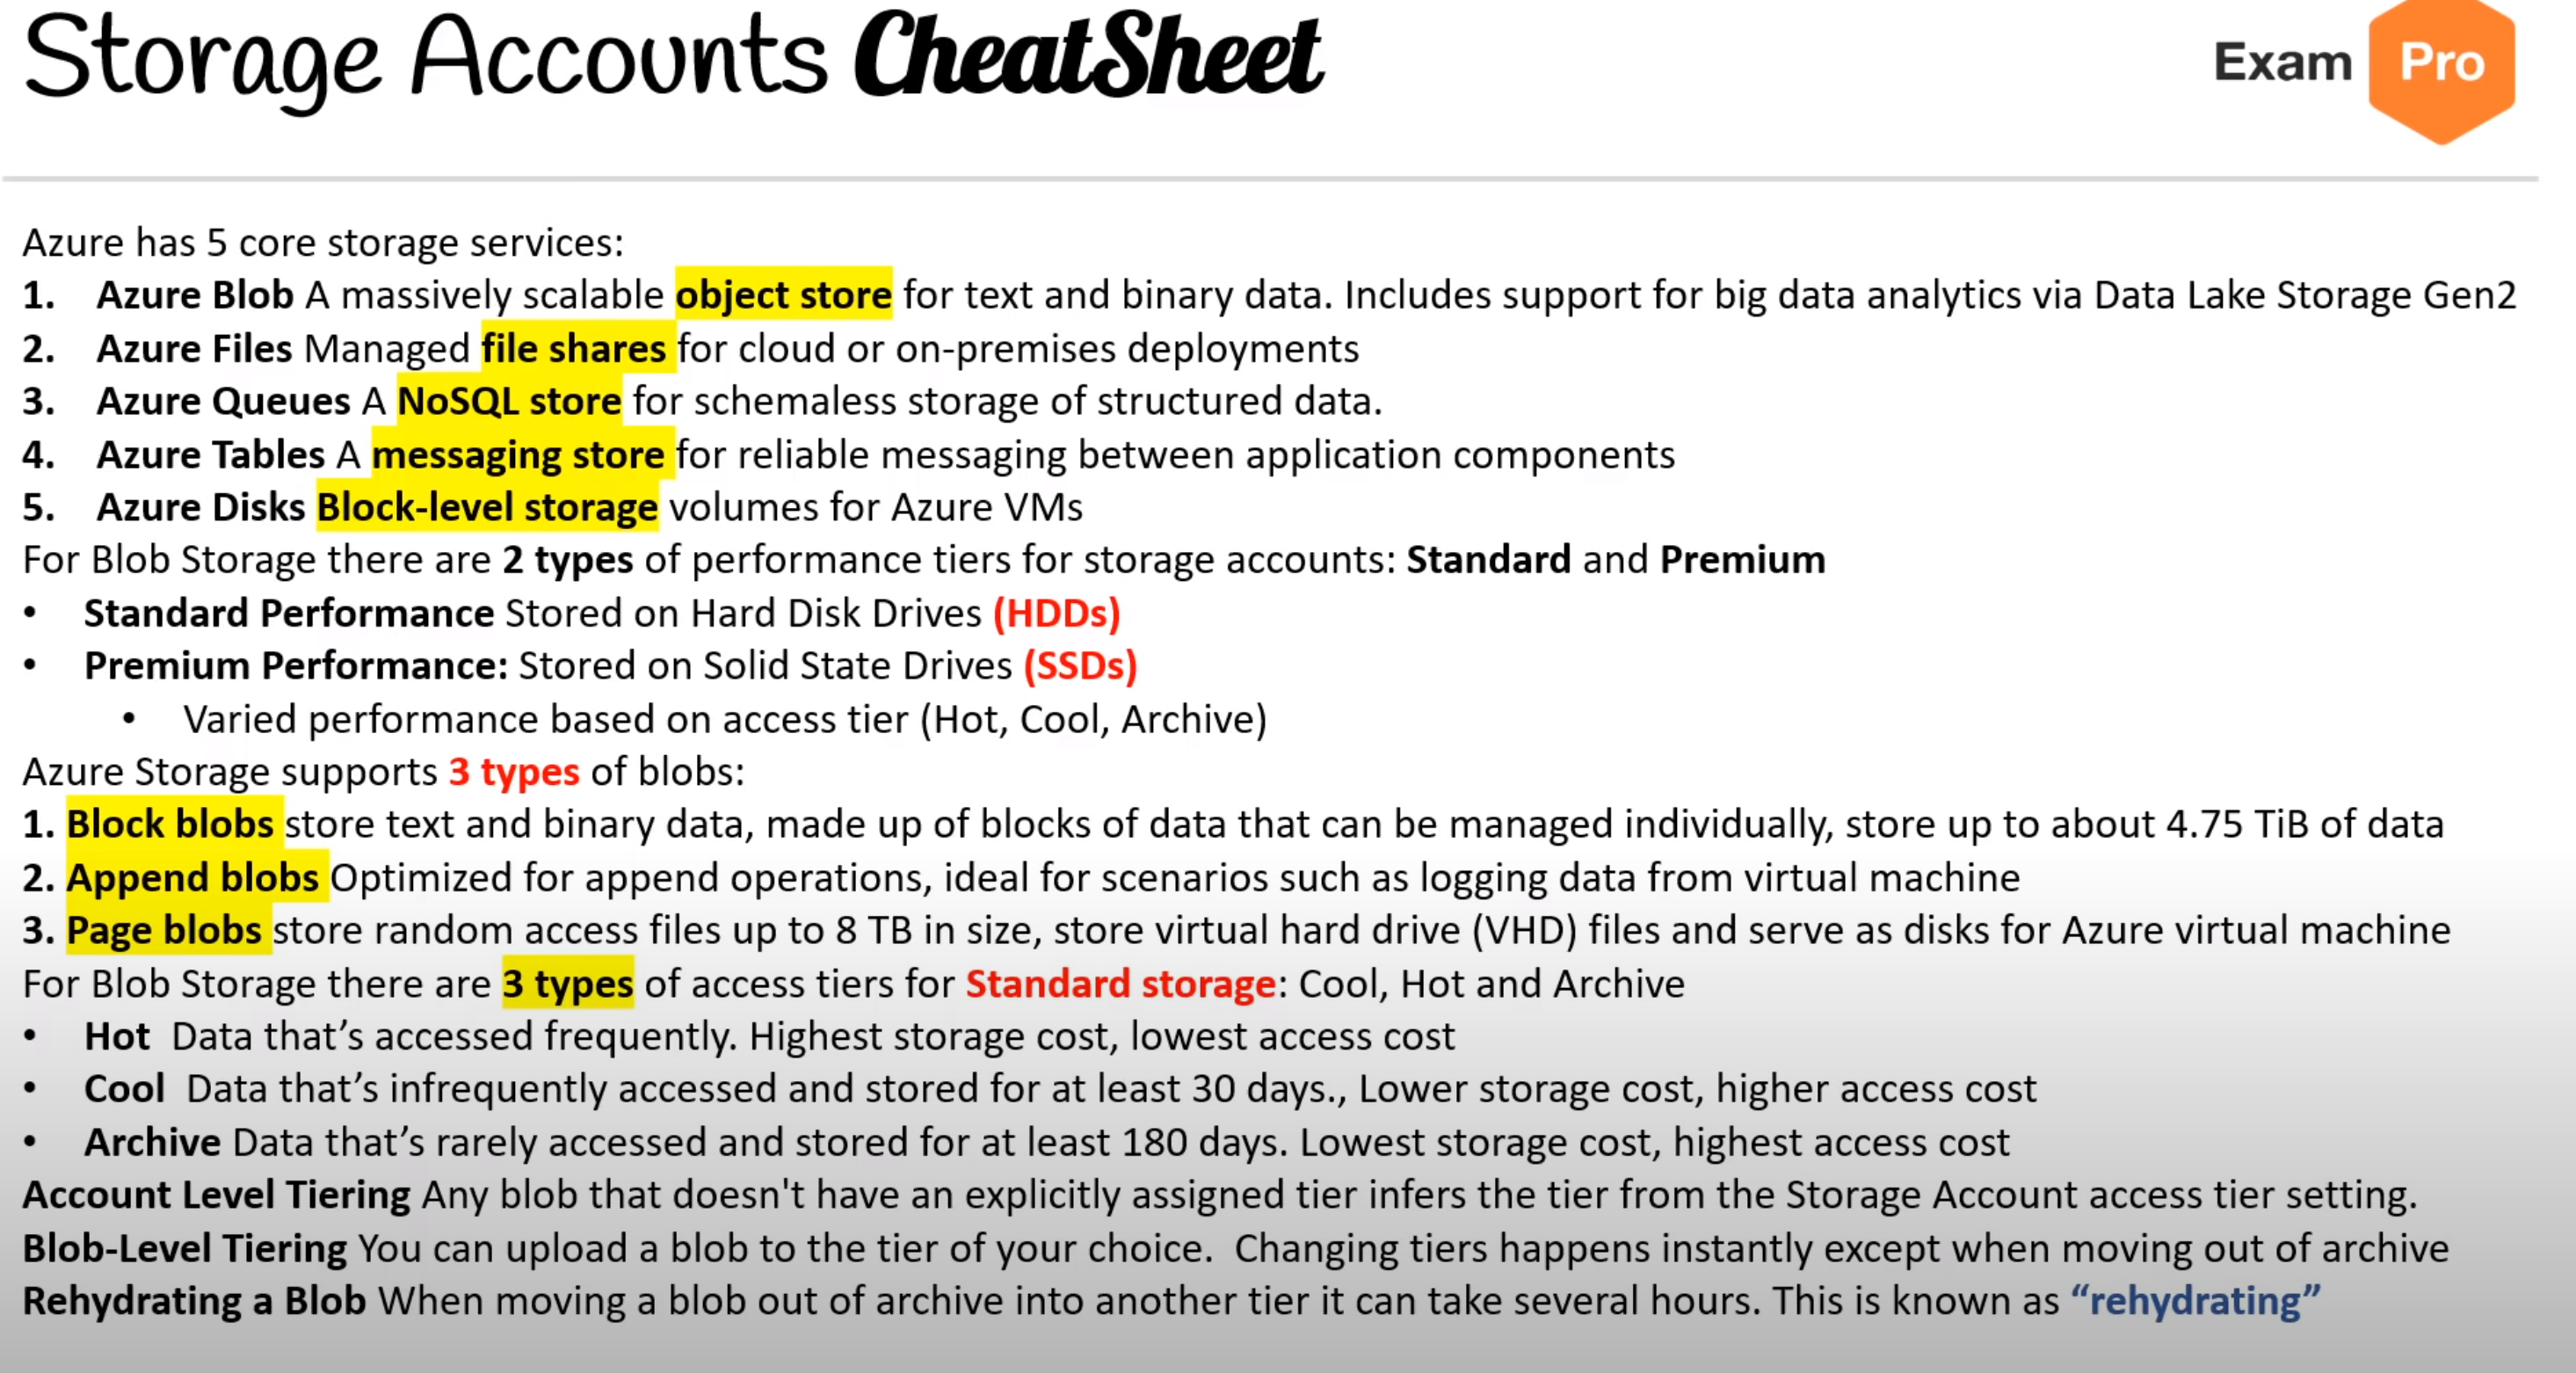 Storage Accounts CheatSheet
Exam Pro
Azure has 5 core storage services:
1. Azure Blob A massively scalable object store for text and binary data. Includes support for big data analytics via Data Lake Storage Gen2
2. Azure Files Managed file shares for cloud or on-premises deployments
3. Azure Queues A NoSQL store for schemaless storage of structured data.
4. Azure Tables A messaging store for reliable messaging between application components
5. Azure Disks Block-level storage volumes for Azure VMs
For Blob Storage there are 2 types of performance tiers for storage accounts: Standard and Premium
• Standard Performance Stored on Hard Disk Drives (HDDs)
• Premium Performance: Stored on Solid State Drives (SSDs)
• Varied performance based on access tier (Hot, Cool, Archive)
Azure Storage supports 3 types of blobs:
1. Block blobs store text and binary data, made up of blocks of data that can be managed individually, store up to about 4.75 TiB of data
2. Append blobs Optimized for append operations, ideal for scenarios such as logging data from virtual machine
3. Page blobs store random access files up to 8 TB in size, store virtual hard drive (VHD) files and serve as disks for Azure virtual machine
For Blob Storage there are 3 types of access tiers for Standard storage: Cool, Hot and Archive
• Hot Data that’s accessed frequently. Highest storage cost, lowest access cost
• Cool Data that’s infrequently accessed and stored for at least 30 days., Lower storage cost, higher access cost
• Archive Data that’s rarely accessed and stored for at least 180 days. Lowest storage cost, highest access cost
Account Level Tiering Any blob that doesn't have an explicitly assigned tier infers the tier from the Storage Account access tier setting.
Blob-Level Tiering You can upload a blob to the tier of your choice. Changing tiers happens instantly except when moving out of archive
Rehydrating a Blob When moving a blob out of archive into another tier it can take several hours. This is known as “rehydrating”